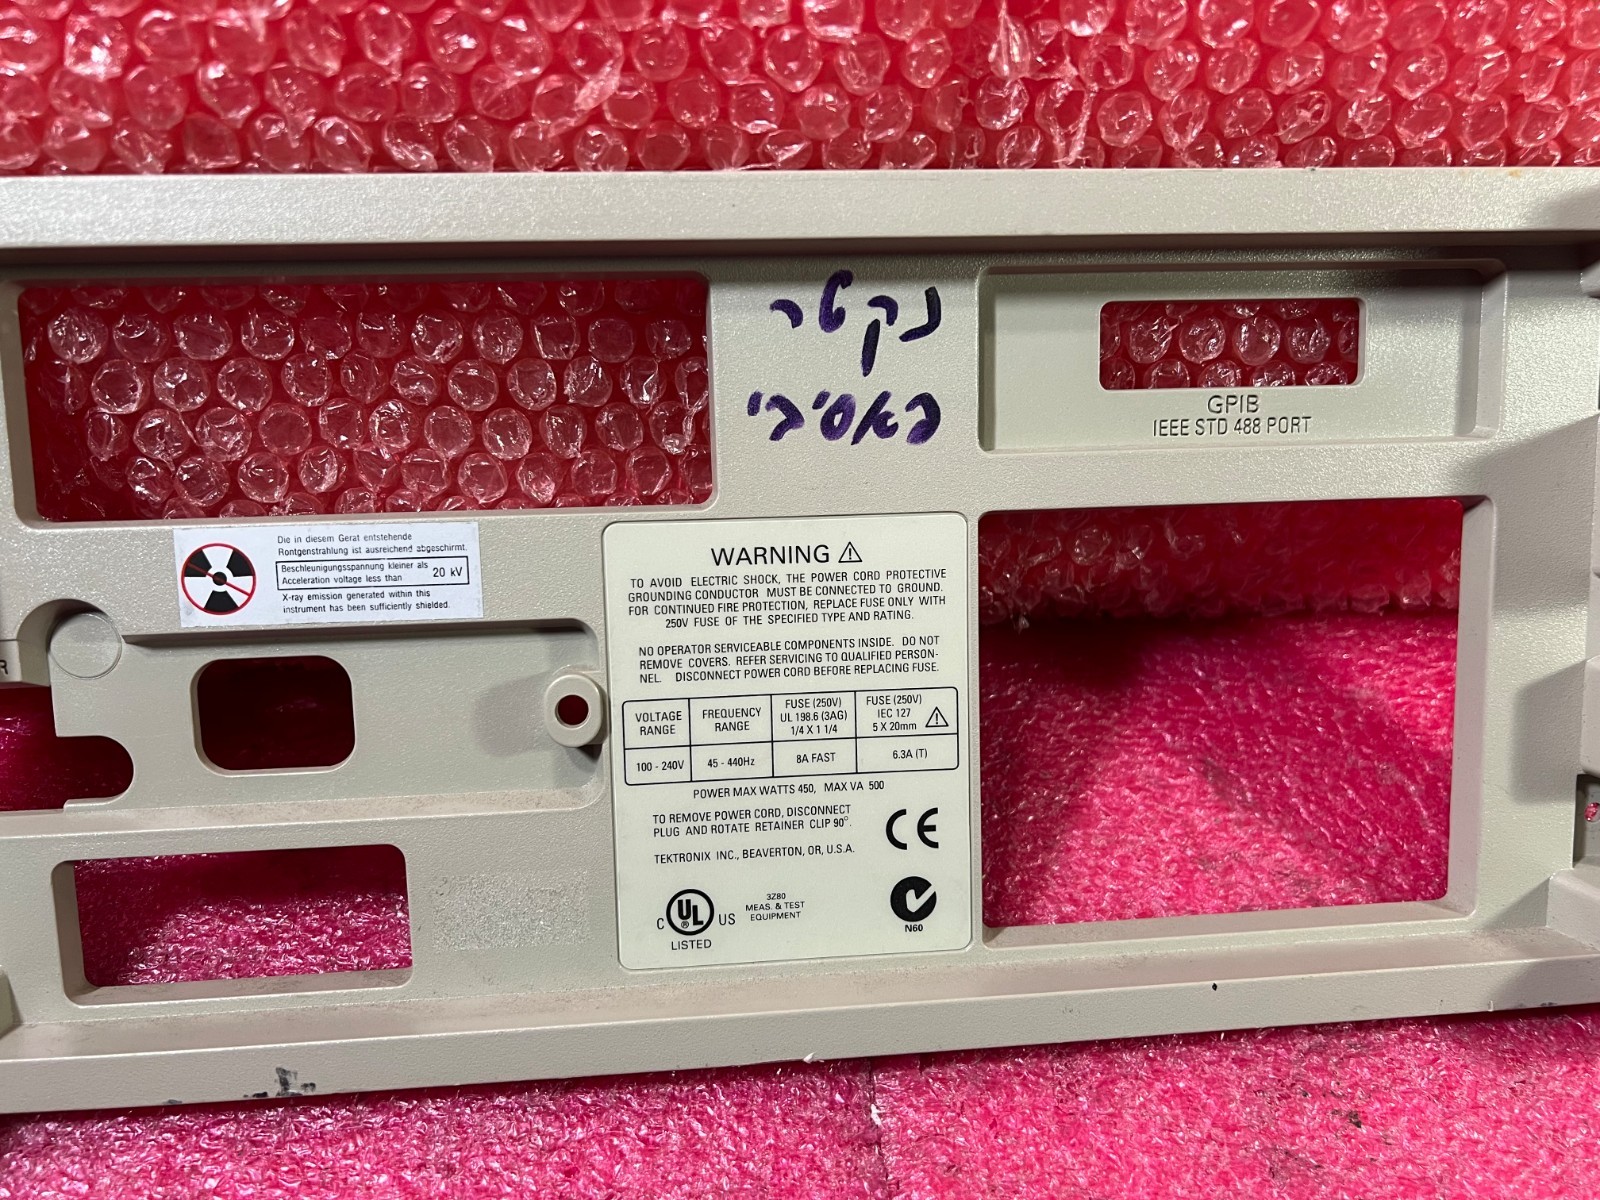 נקטר
פאסיבי
GPIB
IEEE STD 488 PORT
Die in diesem Gerat entstehende
Rontgenstrahlung ist ausreichend abgeschirmt.
Beschleunigungsspannung kleiner als
Acceleration voltage less than 20 kV
X-ray emission generated within this
instrument has been sufficiently shielded.
R
WARNING ⚠
TO AVOID ELECTRIC SHOCK, THE POWER CORD PROTECTIVE
GROUNDING CONDUCTOR MUST BE CONNECTED TO GROUND.
FOR CONTINUED FIRE PROTECTION, REPLACE FUSE ONLY WITH
250V FUSE OF THE SPECIFIED TYPE AND RATING.
NO OPERATOR SERVICEABLE COMPONENTS INSIDE. DO NOT
REMOVE COVERS. REFER SERVICING TO QUALIFIED PERSON-
NEL. DISCONNECT POWER CORD BEFORE REPLACING FUSE.
VOLTAGE
RANGE
FREQUENCY
RANGE
FUSE (250V)
UL 198.6 (3AG)
1/4 X 1 1/4
FUSE (250V)
IEC 127
5 X 20mm ⚠
100 - 240V
45 - 440Hz
8A FAST
6.3A (T)
POWER MAX WATTS 450, MAX VA 500
TO REMOVE POWER CORD, DISCONNECT
PLUG AND ROTATE RETAINER CLIP 90°.
CE
TEKTRONIX INC., BEAVERTON, OR, U.S.A.
C UL ® US
LISTED
3Z80
MEAS. & TEST
EQUIPMENT
N60